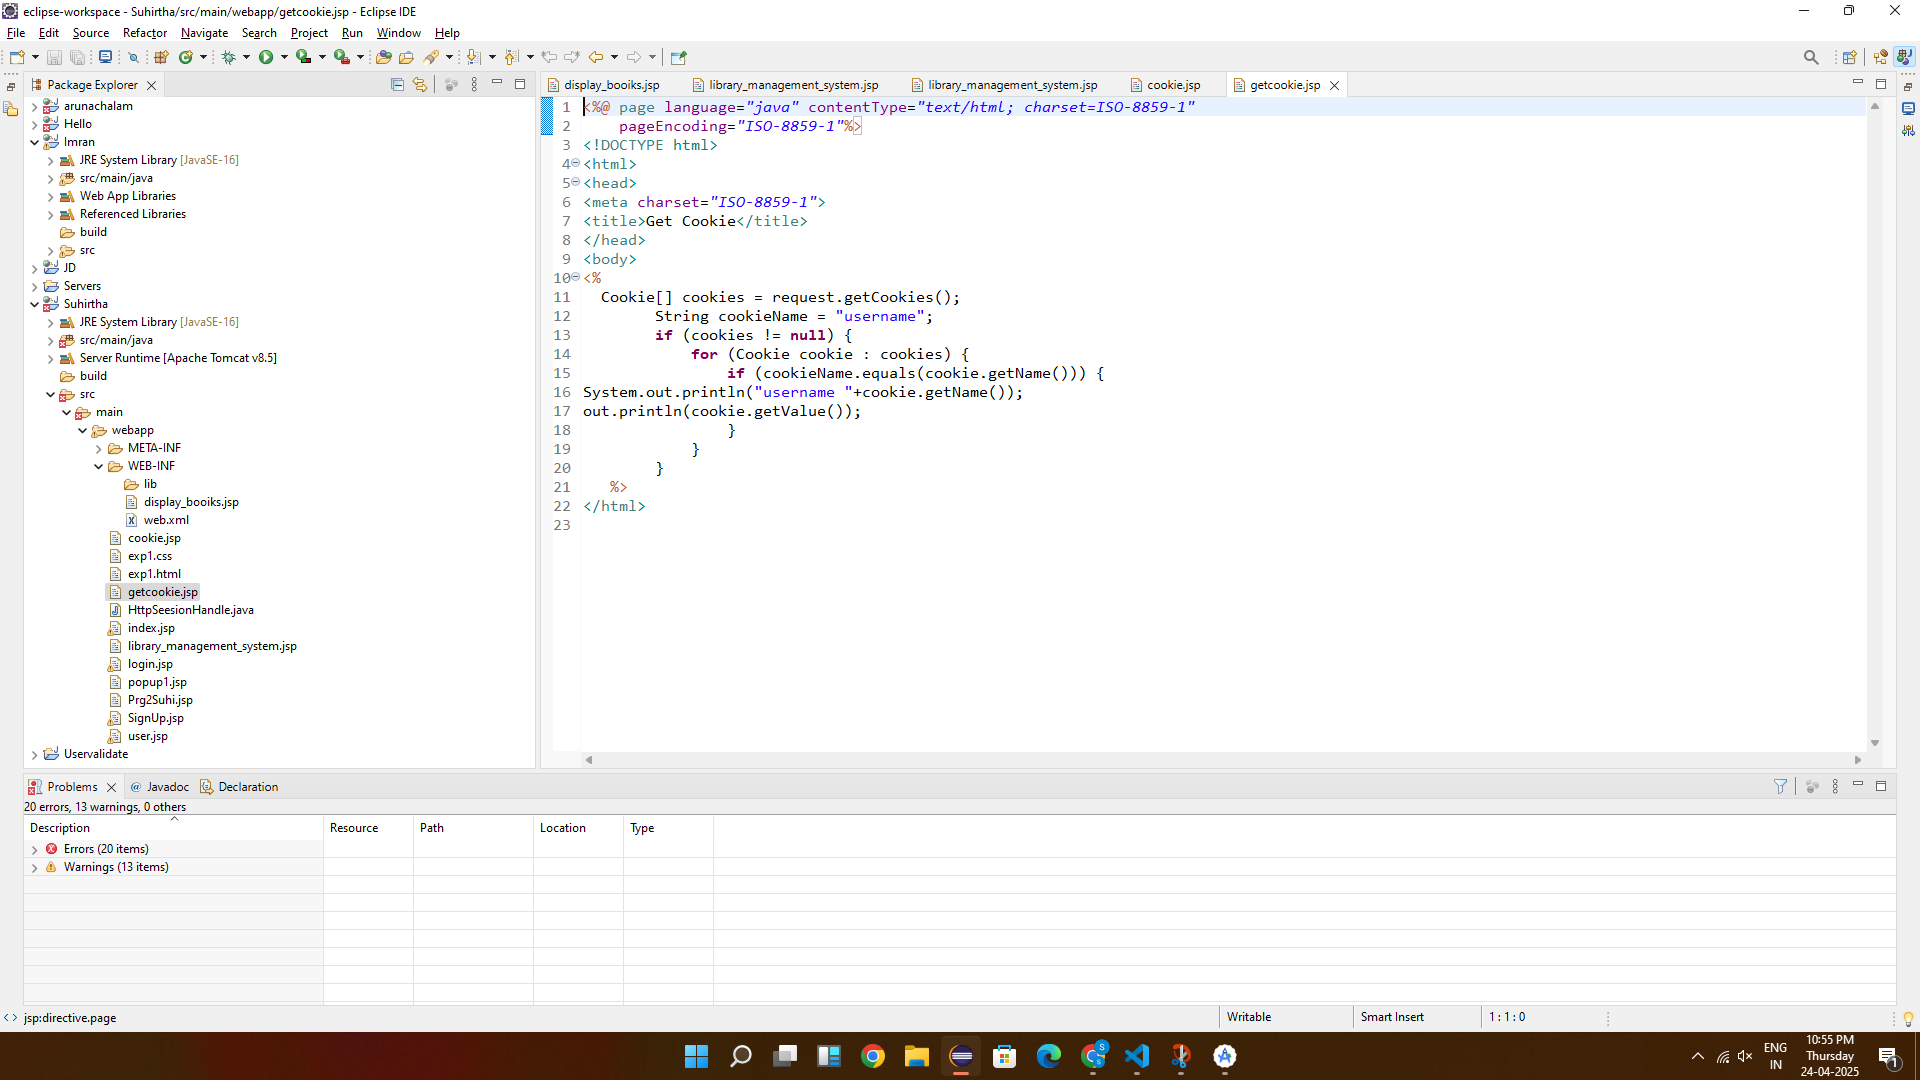 eclipse-workspace - Suhirtha/src/main/webapp/getcookie.jsp - Eclipse IDE
File Edit Source Refactor Navigate Search Project Run Window Help
Package Explorer
arunachalam
Hello
Imran
JRE System Library [JavaSE-16]
src/main/java
Web App Libraries
Referenced Libraries
build
src
JD
Servers
Suhirtha
JRE System Library [JavaSE-16]
src/main/java
Server Runtime [Apache Tomcat v8.5]
build
src
main
webapp
META-INF
WEB-INF
lib
display_booiks.jsp
web.xml
cookie.jsp
exp1.css
exp1.html
getcookie.jsp
HttpSeesionHandle.java
index.jsp
library_management_system.jsp
login.jsp
popup1.jsp
Prg2Suhi.jsp
SignUp.jsp
user.jsp
Uservalidate
display_booiks.jsp library_management_system.jsp library_management_system.jsp cookie.jsp getcookie.jsp
1 <%@ page language="java" contentType="text/html; charset=ISO-8859-1"
2 pageEncoding="ISO-8859-1"%>
3 <!DOCTYPE html>
4 <html>
5 <head>
6 <meta charset="ISO-8859-1">
7 <title>Get Cookie</title>
8 </head>
9 <body>
10 <%
11 Cookie[] cookies = request.getCookies();
12 String cookieName = "username";
13 if (cookies != null) {
14 for (Cookie cookie : cookies) {
15 if (cookieName.equals(cookie.getName())) {
16 System.out.println("username "+cookie.getName());
17 out.println(cookie.getValue());
18 }
19 }
20 }
21 %>
22 </html>
23
Problems Javadoc Declaration
20 errors, 13 warnings, 0 others
Description Resource Path Location Type
Errors (20 items)
Warnings (13 items)
jsp:directive.page Writable Smart Insert 1 : 1 : 0
ENG
IN
10:55 PM
Thursday
24-04-2025
1